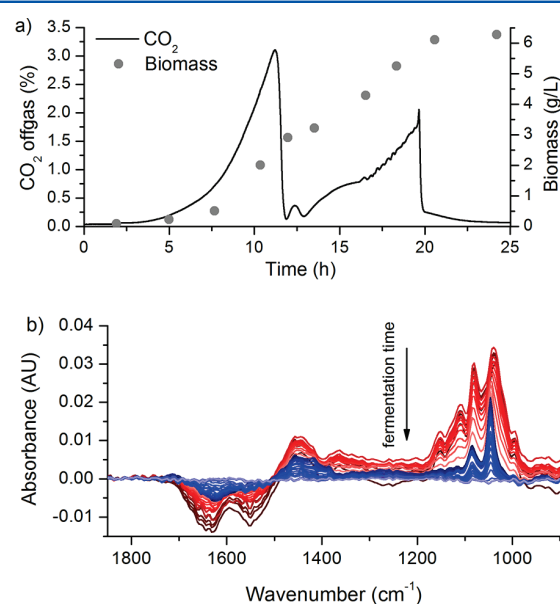 a)
CO2
Biomass
CO2 offgas (%)
3.5
3.0
2.5
2.0
1.5
1.0
0.5
0.0
6
5
4
3
2
1
0
Biomass (g/L)
0 5 10 15 20 25
Time (h)
b)
Absorbance (AU)
0.04
0.03
0.02
0.01
0.00
-0.01
fermentation time
1800 1600 1400 1200 1000
Wavenumber (cm-1)